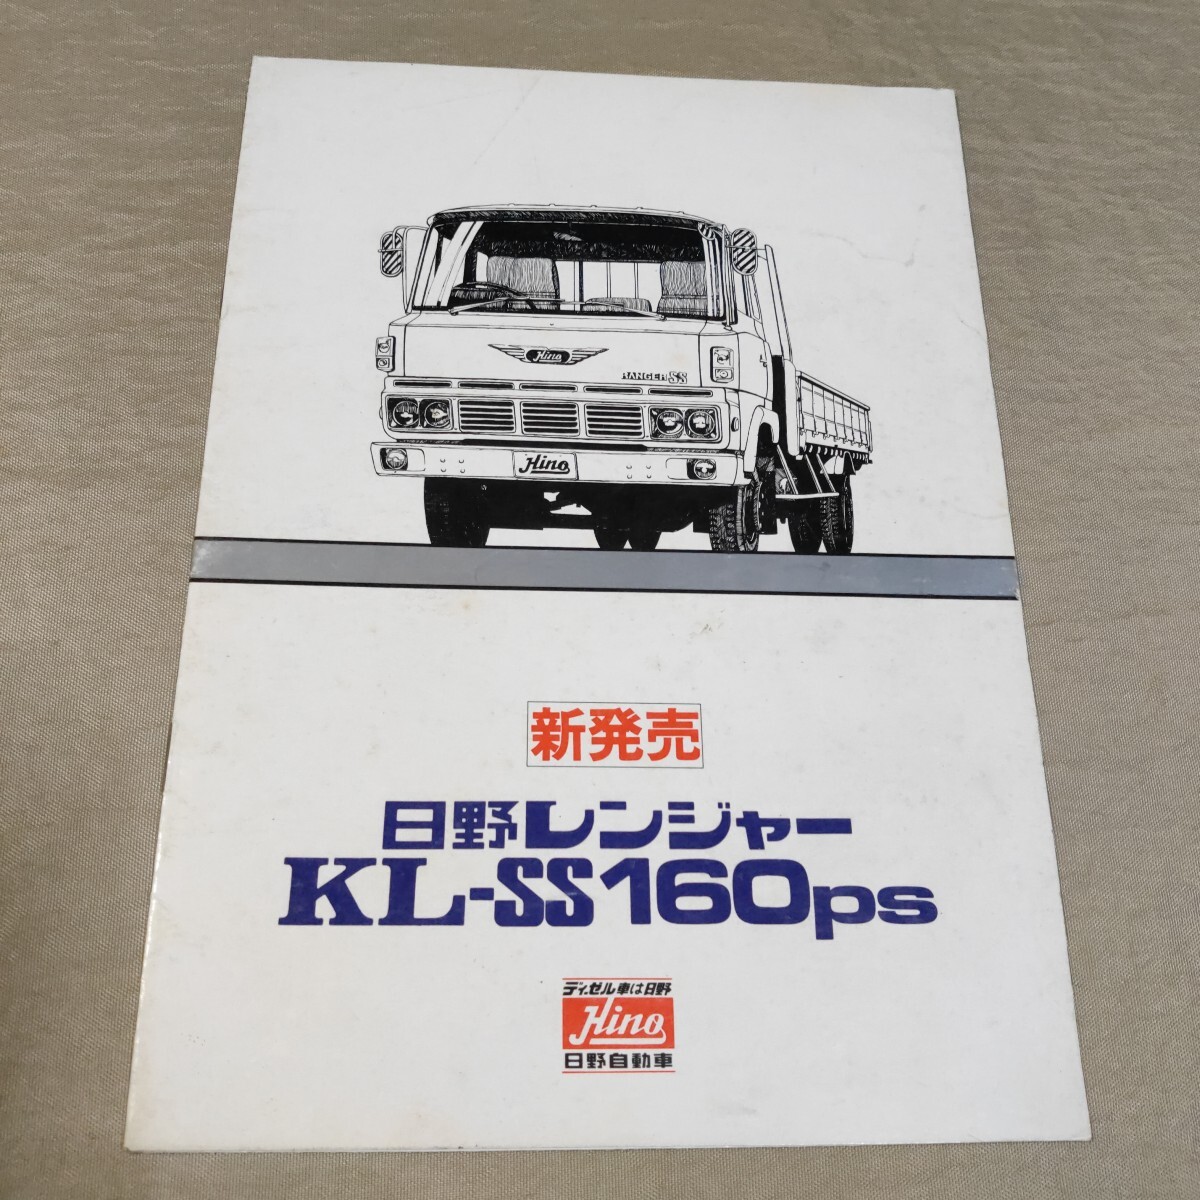 Hino
RANGER SS
Hino
新発売
日野レンジャー
KL-SS160ps
ディーゼル車は日野
Hino
日野自動車